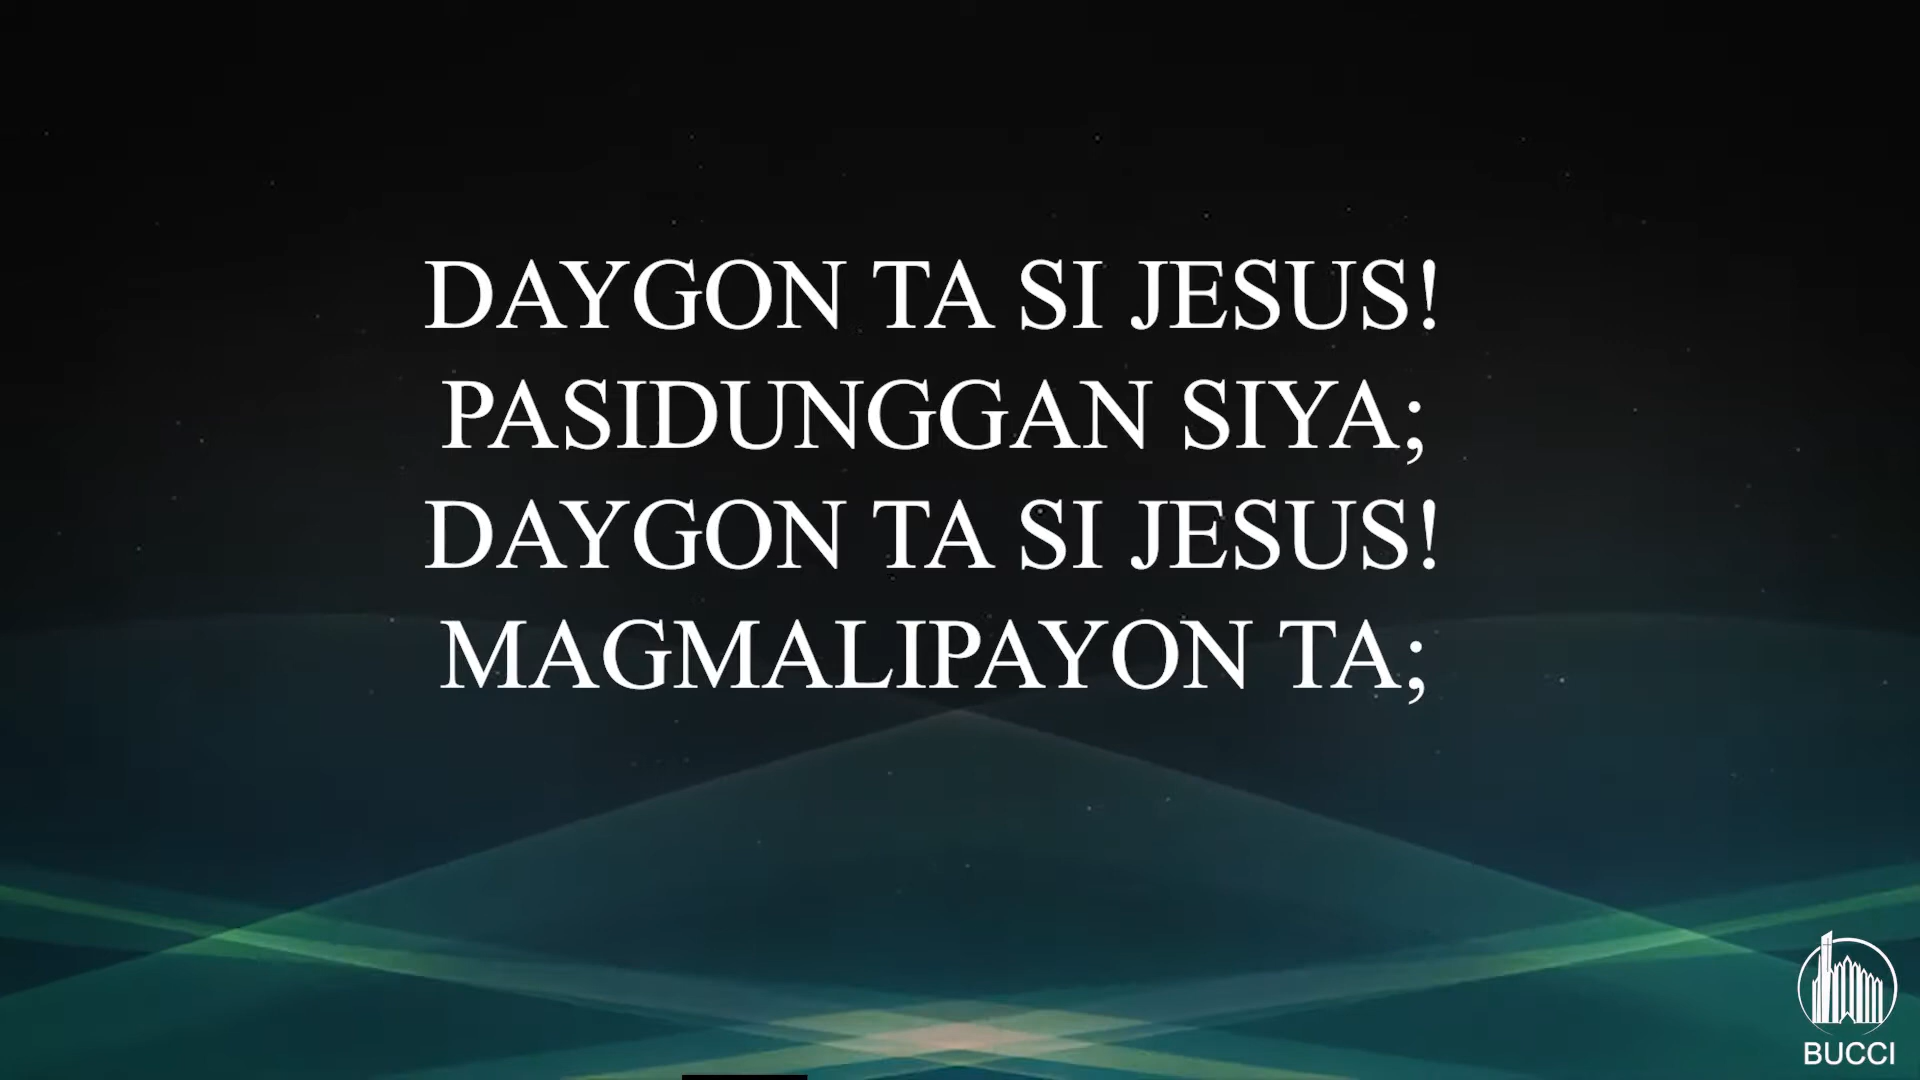 DAYGON TA SI JESUS!
PASIDUNGGAN SIYA;
DAYGON TA SI JESUS!
MAGMALIPAYON TA;
BUCCI